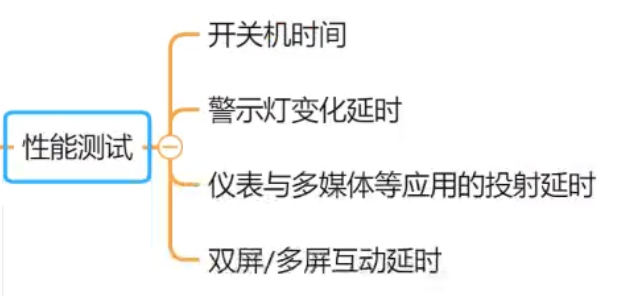 开关机时间
警示灯变化延时
性能测试
仪表与多媒体等应用的投射延时
双屏/多屏互动延时